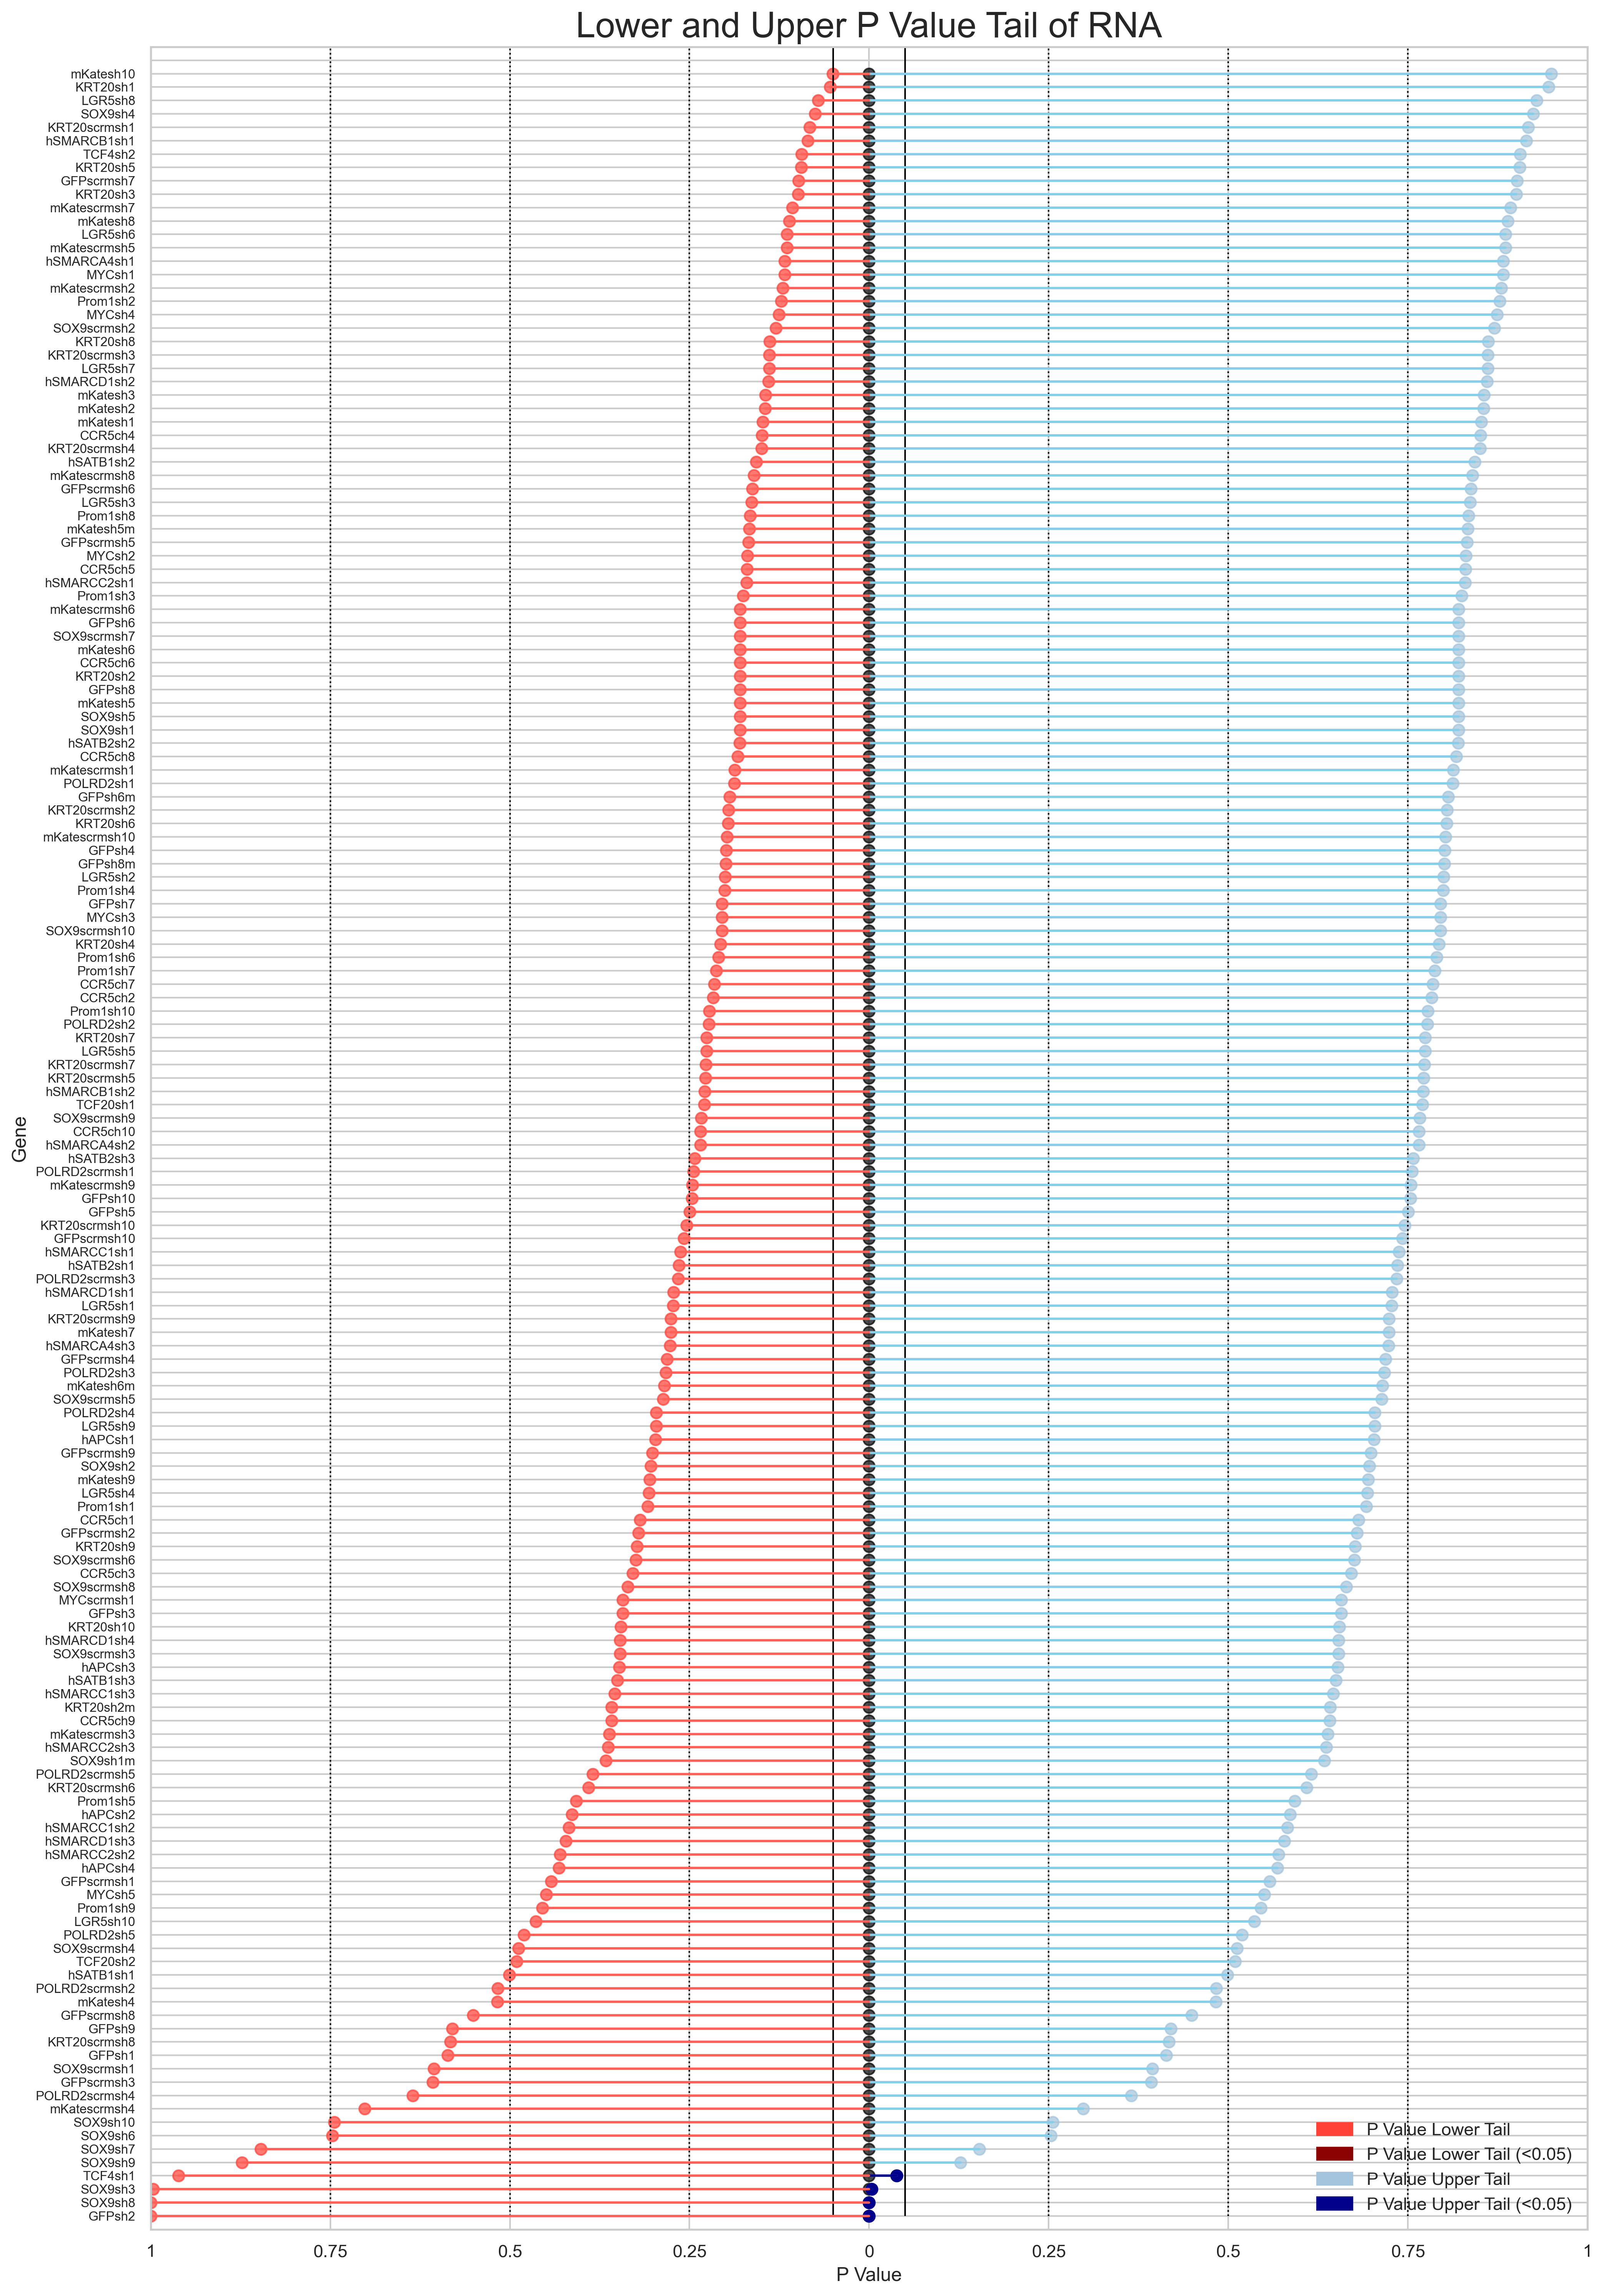 Lower and Upper P Value Tail of RNA
mKatesh10
KRT20sh1
LGR5sh8
SOX9sh4
KRT20scrmsh1
hSMARCB1sh1
TCF4sh2
KRT20sh5
GFPscrmsh7
KRT20sh3
mKatescrmsh7
mKatesh8
LGR5sh6
mKatescrmsh5
hSMARCA4sh1
MYCsh1
mKatescrmsh2
Prom1sh2
MYCsh4
SOX9scrmsh2
KRT20sh8
KRT20scrmsh3
LGR5sh7
hSMARCD1sh2
mKatesh3
mKatesh2
mKatesh1
CCR5ch4
KRT20scrmsh4
hSATB1sh2
mKatescrmsh8
GFPscrmsh6
LGR5sh3
Prom1sh8
mKatesh5m
GFPscrmsh5
MYCsh2
CCR5ch5
hSMARCC2sh1
Prom1sh3
mKatescrmsh6
GFPsh6
SOX9scrmsh7
mKatesh6
CCR5ch6
KRT20sh2
GFPsh8
mKatesh5
SOX9sh5
SOX9sh1
hSATB2sh2
CCR5ch8
mKatescrmsh1
POLRD2sh1
GFPsh6m
KRT20scrmsh2
KRT20sh6
mKatescrmsh10
GFPsh4
GFPsh8m
LGR5sh2
Prom1sh4
GFPsh7
MYCsh3
SOX9scrmsh10
KRT20sh4
Prom1sh6
Prom1sh7
CCR5ch7
CCR5ch2
Prom1sh10
POLRD2sh2
KRT20sh7
LGR5sh5
KRT20scrmsh7
KRT20scrmsh5
hSMARCB1sh2
TCF20sh1
SOX9scrmsh9
CCR5ch10
hSMARCA4sh2
hSATB2sh3
POLRD2scrmsh1
mKatescrmsh9
GFPsh10
GFPsh5
KRT20scrmsh10
GFPscrmsh10
hSMARCC1sh1
hSATB2sh1
POLRD2scrmsh3
hSMARCD1sh1
LGR5sh1
KRT20scrmsh9
mKatesh7
hSMARCA4sh3
GFPscrmsh4
POLRD2sh3
mKatesh6m
SOX9scrmsh5
POLRD2sh4
LGR5sh9
hAPCsh1
GFPscrmsh9
SOX9sh2
mKatesh9
LGR5sh4
Prom1sh1
CCR5ch1
GFPscrmsh2
KRT20sh9
SOX9scrmsh6
CCR5ch3
SOX9scrmsh8
MYCscrmsh1
GFPsh3
KRT20sh10
hSMARCD1sh4
SOX9scrmsh3
hAPCsh3
hSATB1sh3
hSMARCC1sh3
KRT20sh2m
CCR5ch9
mKatescrmsh3
hSMARCC2sh3
SOX9sh1m
POLRD2scrmsh5
KRT20scrmsh6
Prom1sh5
hAPCsh2
hSMARCC1sh2
hSMARCD1sh3
hSMARCC2sh2
hAPCsh4
GFPscrmsh1
MYCsh5
Prom1sh9
LGR5sh10
POLRD2sh5
SOX9scrmsh4
TCF20sh2
hSATB1sh1
POLRD2scrmsh2
mKatesh4
GFPscrmsh8
GFPsh9
KRT20scrmsh8
GFPsh1
SOX9scrmsh1
GFPscrmsh3
POLRD2scrmsh4
mKatescrmsh4
SOX9sh10
SOX9sh6
SOX9sh7
SOX9sh9
TCF4sh1
SOX9sh3
SOX9sh8
GFPsh2
Gene
P Value Lower Tail
P Value Lower Tail (<0.05)
P Value Upper Tail
P Value Upper Tail (<0.05)
1 0.75 0.5 0.25 0 0.25 0.5 0.75 1
P Value